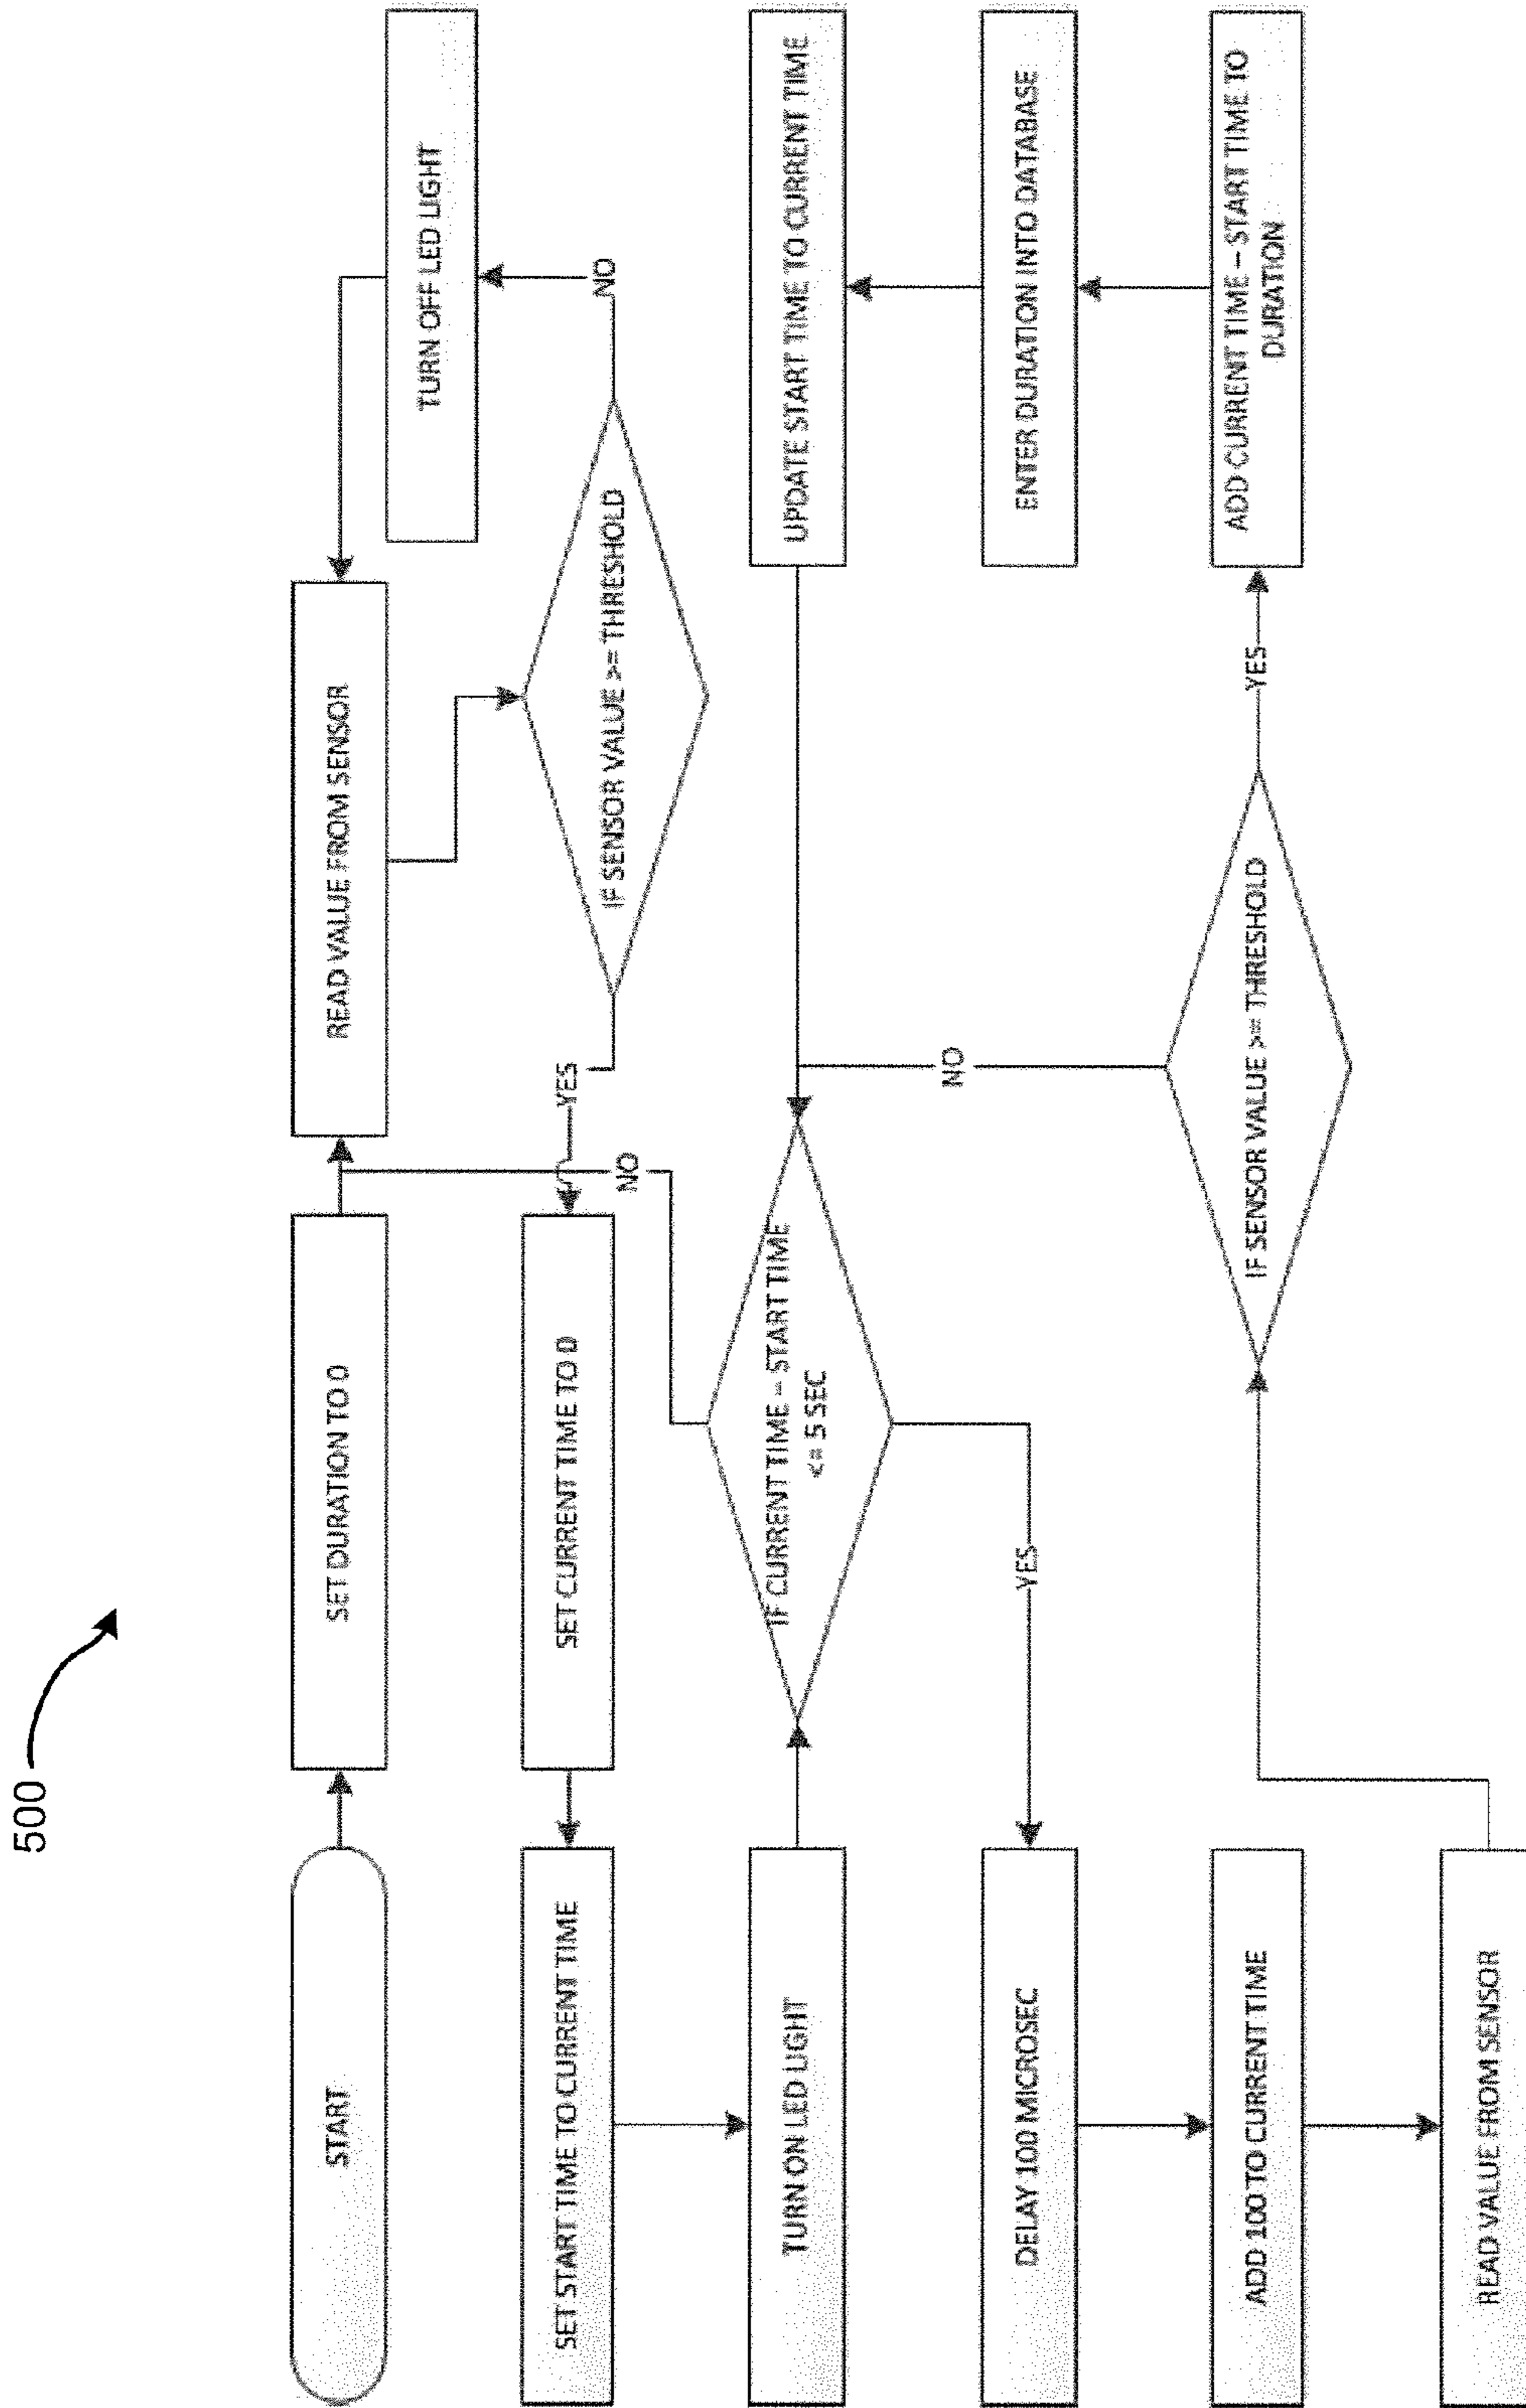 500
START
SET DURATION TO 0
READ VALUE FROM SENSOR
TURN OFF LED LIGHT
NO
IF SENSOR VALUE >= THRESHOLD
YES
NO
SET CURRENT TIME TO 0
SET START TIME TO CURRENT TIME
TURN ON LED LIGHT
IF CURRENT TIME – START TIME
<= 5 SEC
UPDATE START TIME TO CURRENT TIME
YES
NO
DELAY 100 MICROSEC
ENTER DURATION INTO DATABASE
ADD 100 TO CURRENT TIME
IF SENSOR VALUE >= THRESHOLD
YES
ADD CURRENT TIME – START TIME TO
DURATION
READ VALUE FROM SENSOR